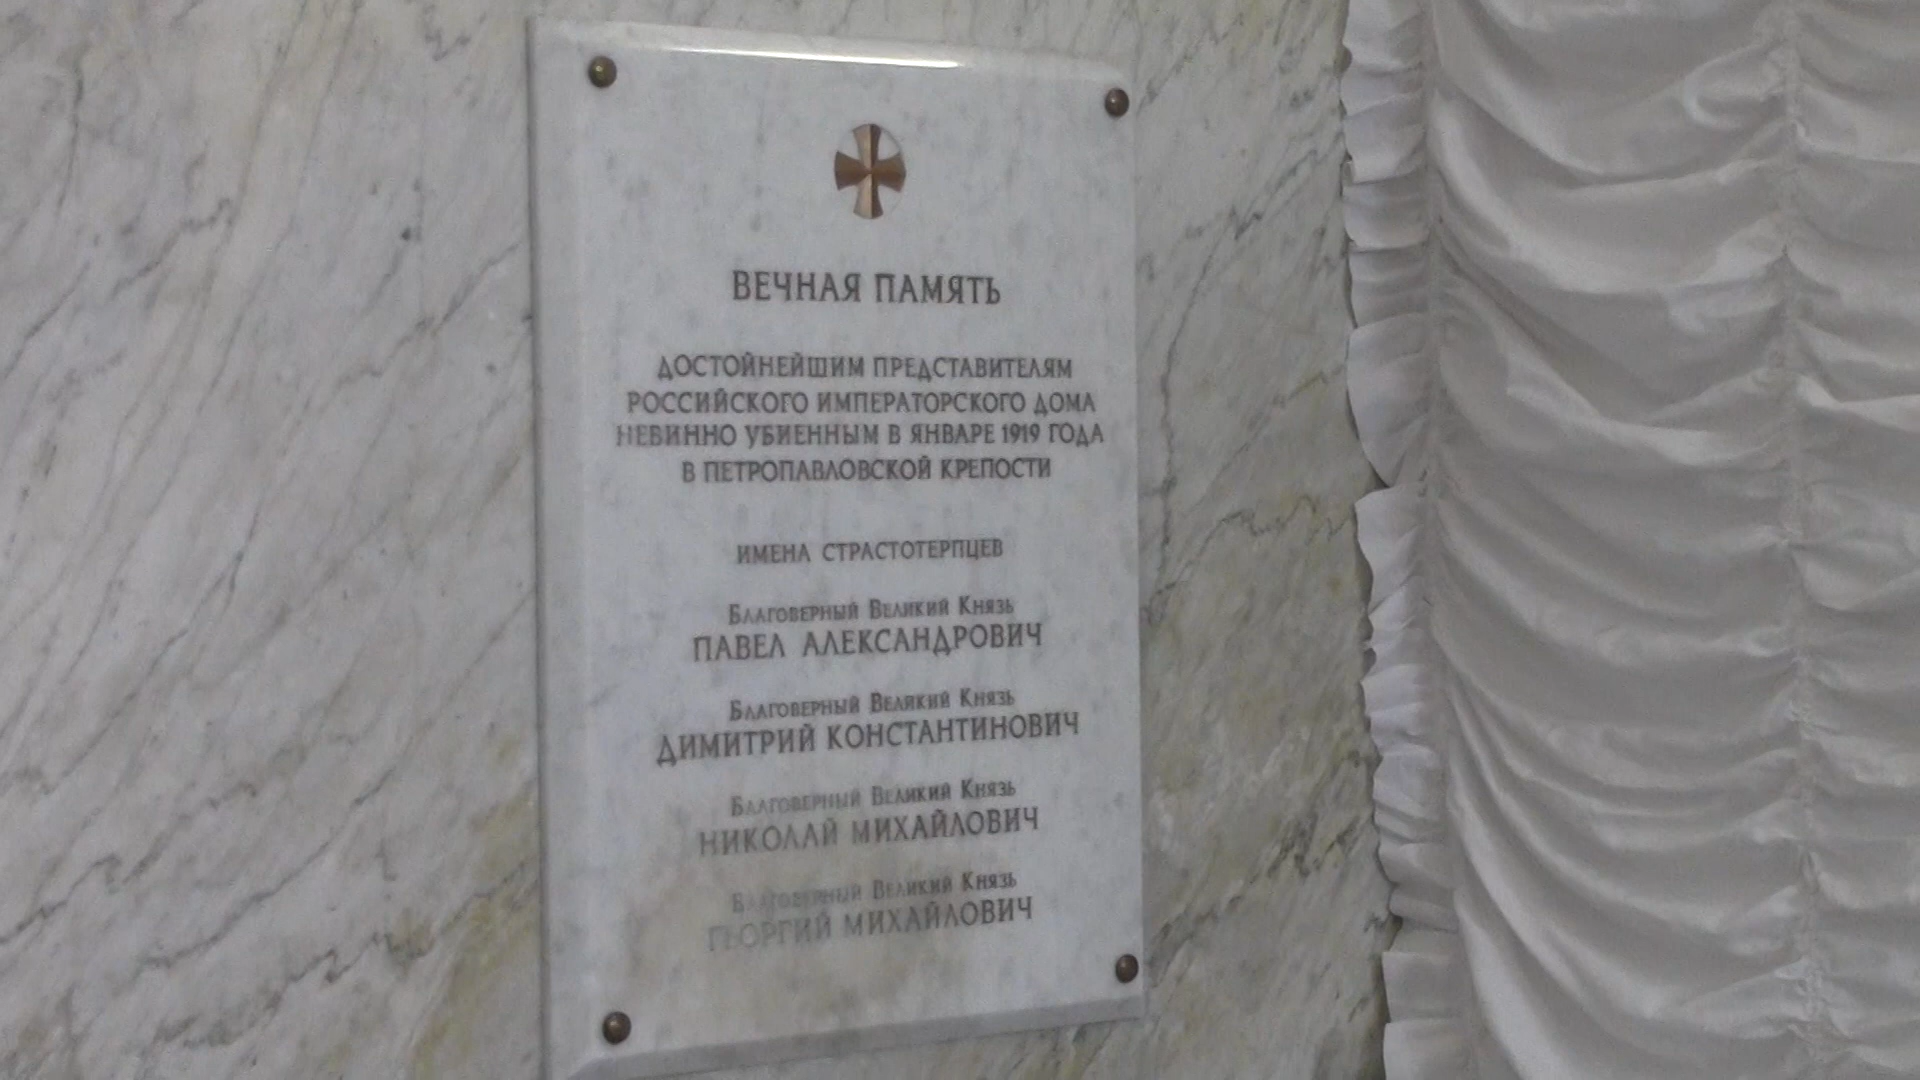 ВЕЧНАЯ ПАМЯТЬ
ДОСТОЙНЕЙШИМ ПРЕДСТАВИТЕЛЯМ
РОССИЙСКОГО ИМПЕРАТОРСКОГО ДОМА
НЕВИННО УБИЕННЫМ В ЯНВАРЕ 1919 ГОДА
В ПЕТРОПАВЛОВСКОЙ КРЕПОСТИ
ИМЕНА СТРАСТОТЕРПЦЕВ
Благоверный Великий Князь
ПАВЕЛ АЛЕКСАНДРОВИЧ
Благоверный Великий Князь
ДИМИТРИЙ КОНСТАНТИНОВИЧ
Благоверный Великий Князь
НИКОЛАЙ МИХАЙЛОВИЧ
Благоверный Великий Князь
ГЕОРГИЙ МИХАЙЛОВИЧ